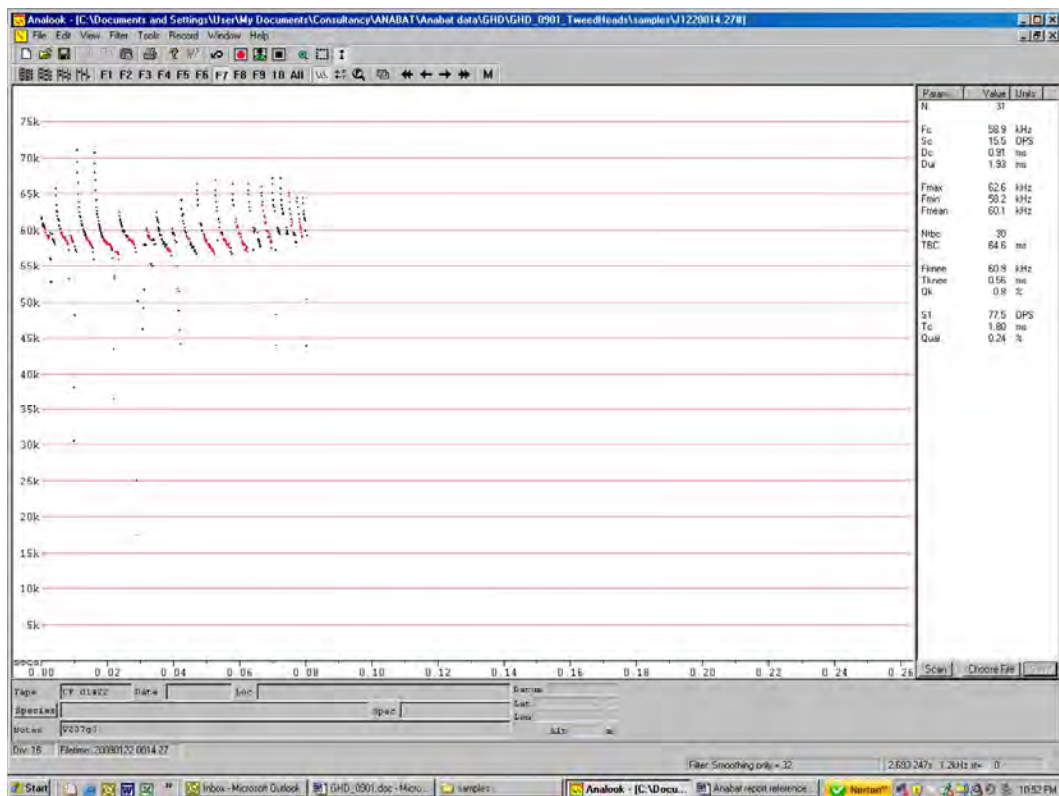 Analook - [C:\Documents and Settings\User\My Documents\Consultancy\ANABAT\Anabat data\GHD\GHD_0901_TweedHeads\samples\J1220014.27#]
File Edit View Filter Tools Record Window Help
F1 F2 F3 F4 F5 F6 F7 F8 F9 10 All M
Param. Value Units
N 31
Fc 58.9 kHz
Sc 15.5 OPS
Dc 0.91 ms
Dur 1.93 ms
Fmax 62.6 kHz
Fmin 58.2 kHz
Fmean 60.1 kHz
Ntbc 30
TBC 64.6 ms
Fknee 60.9 kHz
Tknee 0.56 ms
Qk 0.8 %
S1 77.5 OPS
Tc 1.80 ms
Qual 0.24 %
75k
70k
65k
60k
55k
50k
45k
40k
35k
30k
25k
20k
15k
10k
5k
secs
0.00 0.02 0.04 0.06 0.08 0.10 0.12 0.14 0.16 0.18 0.20 0.22 0.24 0.26
Scan Choose File
Tape CF 01422 Date Loc
Datum
Species Spec
Lat
Lon
Notes
Alt m
Div: 16 Filetime: 20090122 0014 27
Filter: Smoothing only = 32
Start Inbox - Microsoft Outlook GHD_0901.doc - Micro... samples Analook - [C:\Docu... Anabat report reference... Norton 10:52 PM